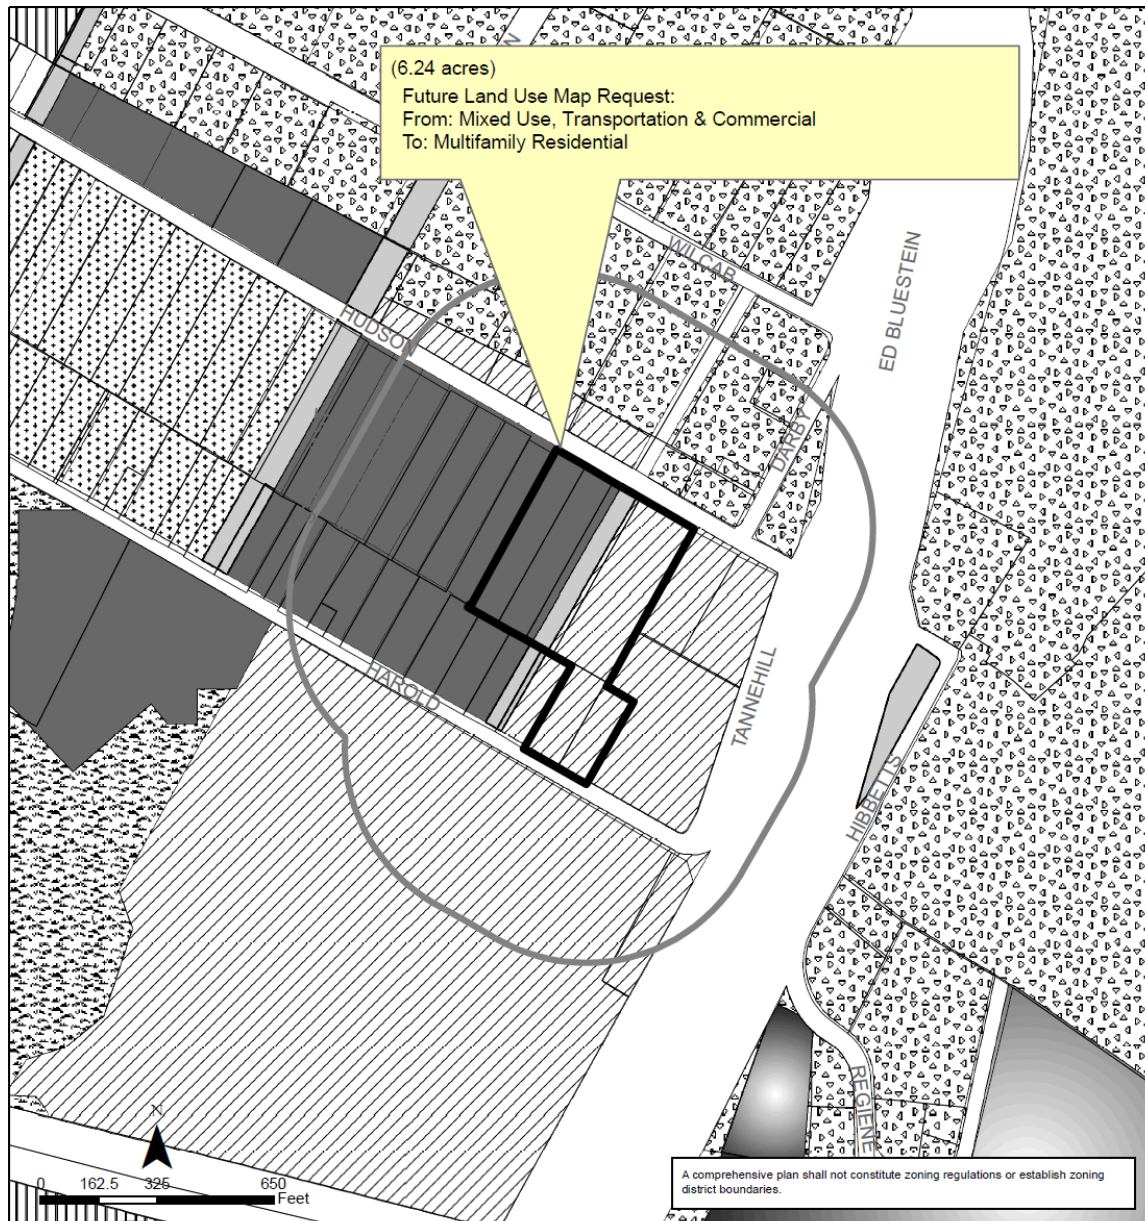 (6.24 acres)
Future Land Use Map Request:
From: Mixed Use, Transportation & Commercial
To: Multifamily Residential
N
WILCAB
ED BLUESTEIN
HUDSON
DARBY
HAROLD
TANNEHILL
HIBBETTS
REGIENE
N
0 162.5 325 650
Feet
A comprehensive plan shall not constitute zoning regulations or establish zoning
district boundaries.